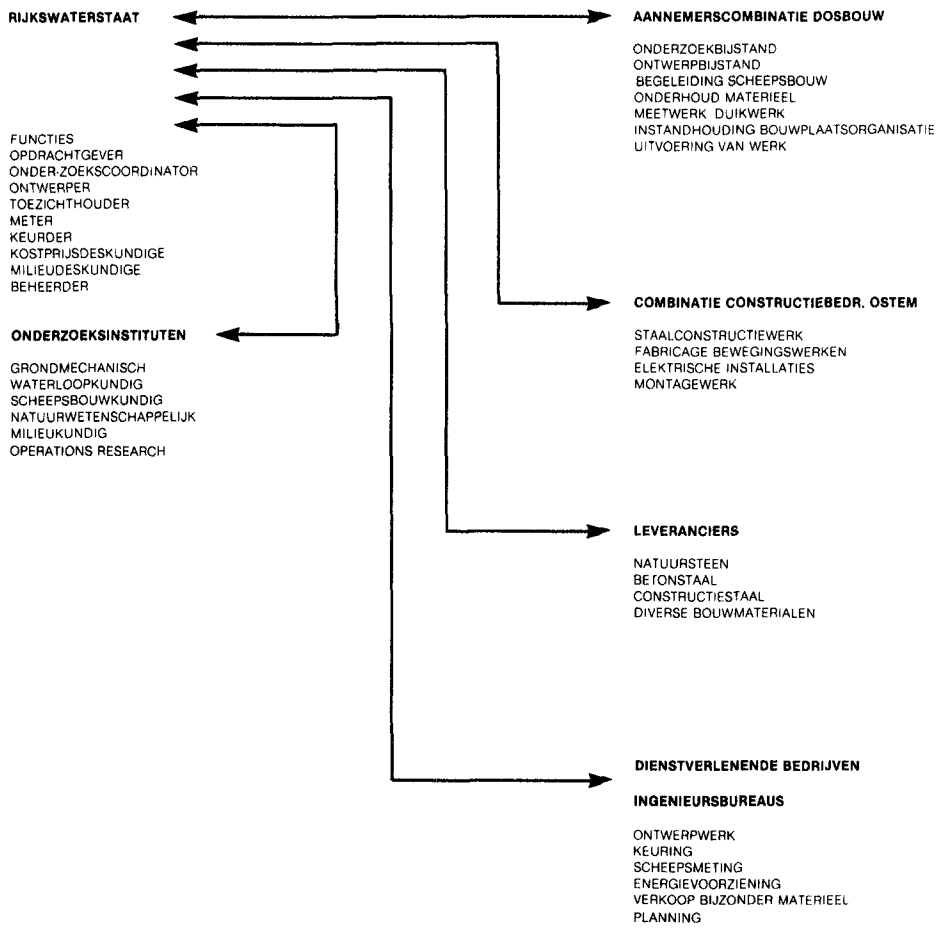 RIJKSWATERSTAAT
FUNCTIES
OPDRACHTGEVER
ONDER-ZOEKSCOORDINATOR
ONTWERPER
TOEZICHTHOUDER
METER
KEURDER
KOSTPRIJSDESKUNDIGE
MILIEUDESKUNDIGE
BEHEERDER
ONDERZOEKSINSTITUTEN
GRONDMECHANISCH
WATERLOOPKUNDIG
SCHEEPSBOUWKUNDIG
NATUURWETENSCHAPPELIJK
MILIEUKUNDIG
OPERATIONS RESEARCH
AANNEMERSCOMBINATIE DOSBOUW
ONDERZOEKBIJSTAND
ONTWERPBIJSTAND
BEGELEIDING SCHEEPSBOUW
ONDERHOUD MATERIEEL
MEETWERK DUIKWERK
INSTANDHOUDING BOUWPLAATSORGANISATIE
UITVOERING VAN WERK
COMBINATIE CONSTRUCTIEBEDR. OSTEM
STAALCONSTRUCTIEWERK
FABRICAGE BEWEGINGSWERKEN
ELEKTRISCHE INSTALLATIES
MONTAGEWERK
LEVERANCIERS
NATUURSTEEN
BETONSTAAL
CONSTRUCTIESTAAL
DIVERSE BOUWMATERIALEN
DIENSTVERLENENDE BEDRIJVEN
INGENIEURSBUREAUS
ONTWERPWERK
KEURING
SCHEEPSMETING
ENERGIEVOORZIENING
VERKOOP BIJZONDER MATERIEEL
PLANNING